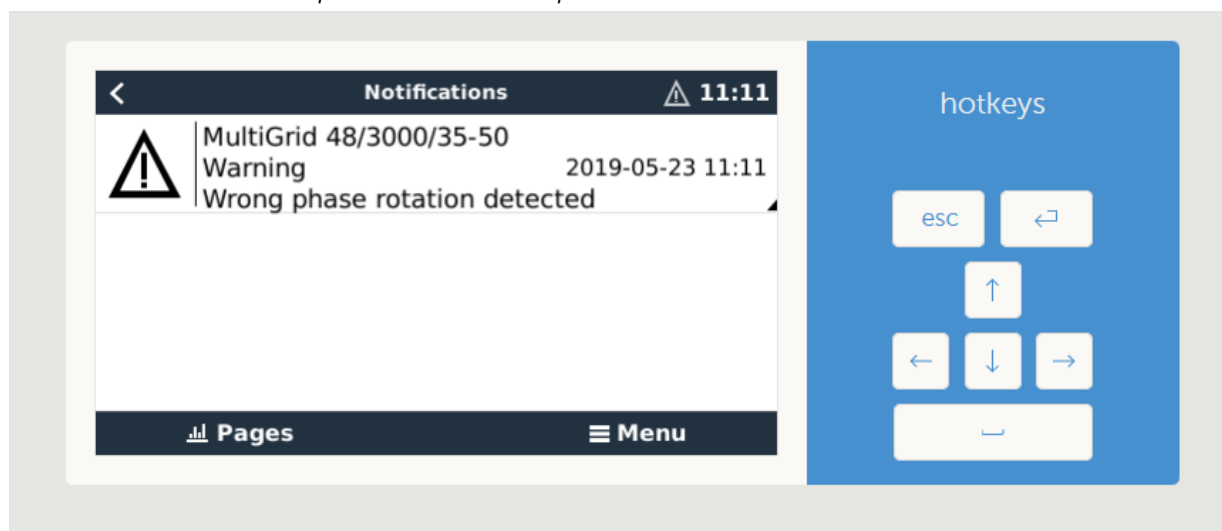 Notifications
11:11
MultiGrid 48/3000/35-50
Warning
2019-05-23 11:11
Wrong phase rotation detected
Pages
Menu
hotkeys
esc